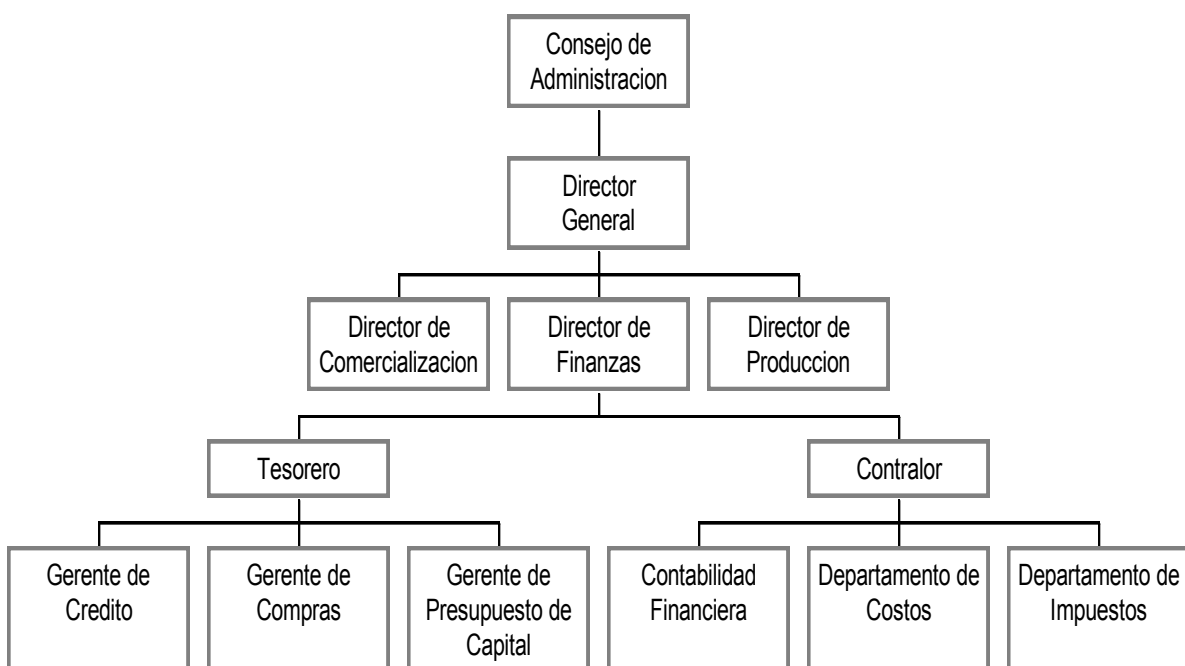 Consejo de
Administracion
Director
General
Director de
Comercializacion
Director de
Finanzas
Director de
Produccion
Tesorero
Contralor
Gerente de
Credito
Gerente de
Compras
Gerente de
Presupuesto de
Capital
Contabilidad
Financiera
Departamento de
Costos
Departamento de
Impuestos